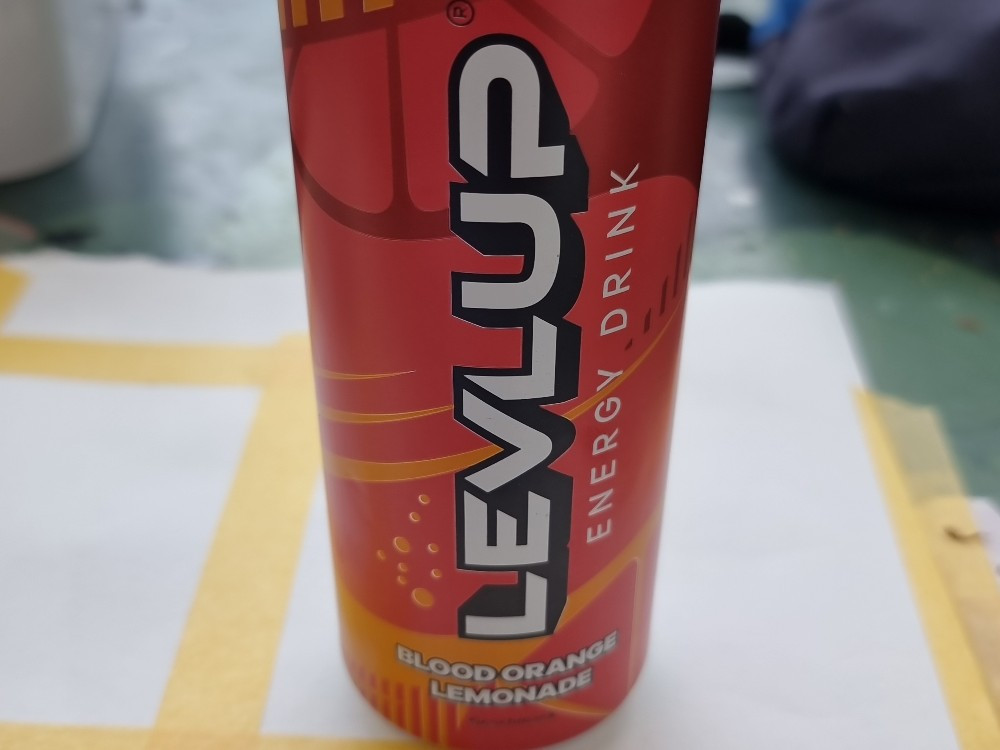 ®
LEVLUP
ENERGY DRINK
BLOOD ORANGE
LEMONADE